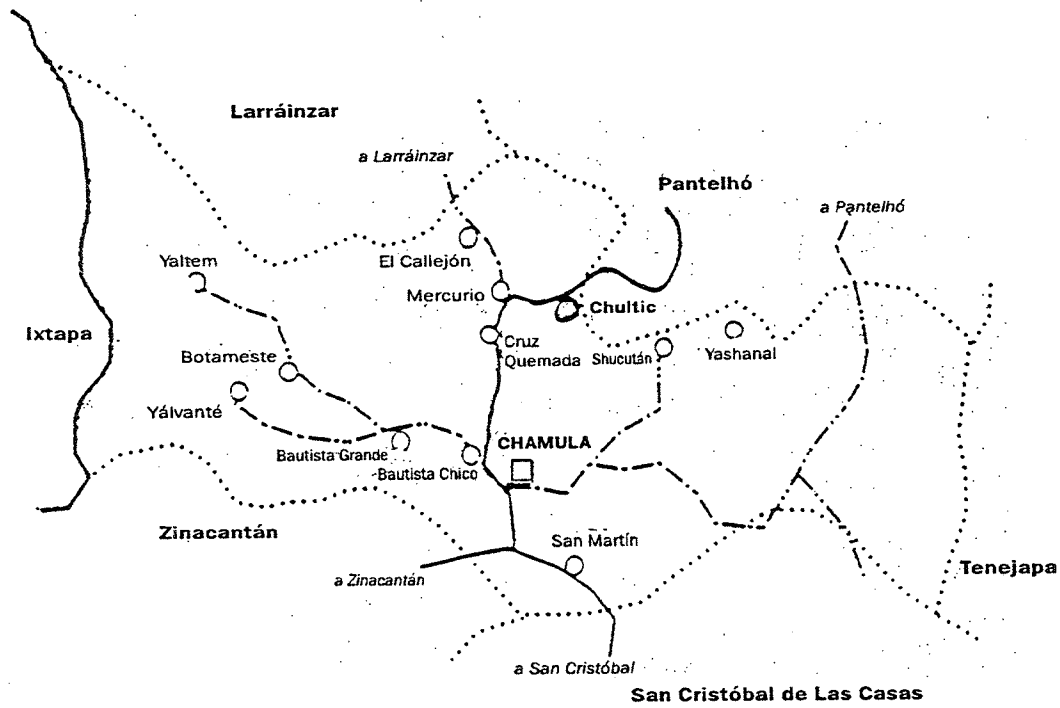 Larráinzar
a Larráinzar
Pantelhó
a Pantelhó
El Callejón
Yaltem
Mercurio
Chultic
Ixtapa
Cruz
Quemada
Shucután
Yashanal
Botameste
Yálvanté
CHAMULA
Bautista Grande
Bautista Chico
Zinacantán
San Martín
a Zinacantán
Tenejapa
a San Cristóbal
San Cristóbal de Las Casas